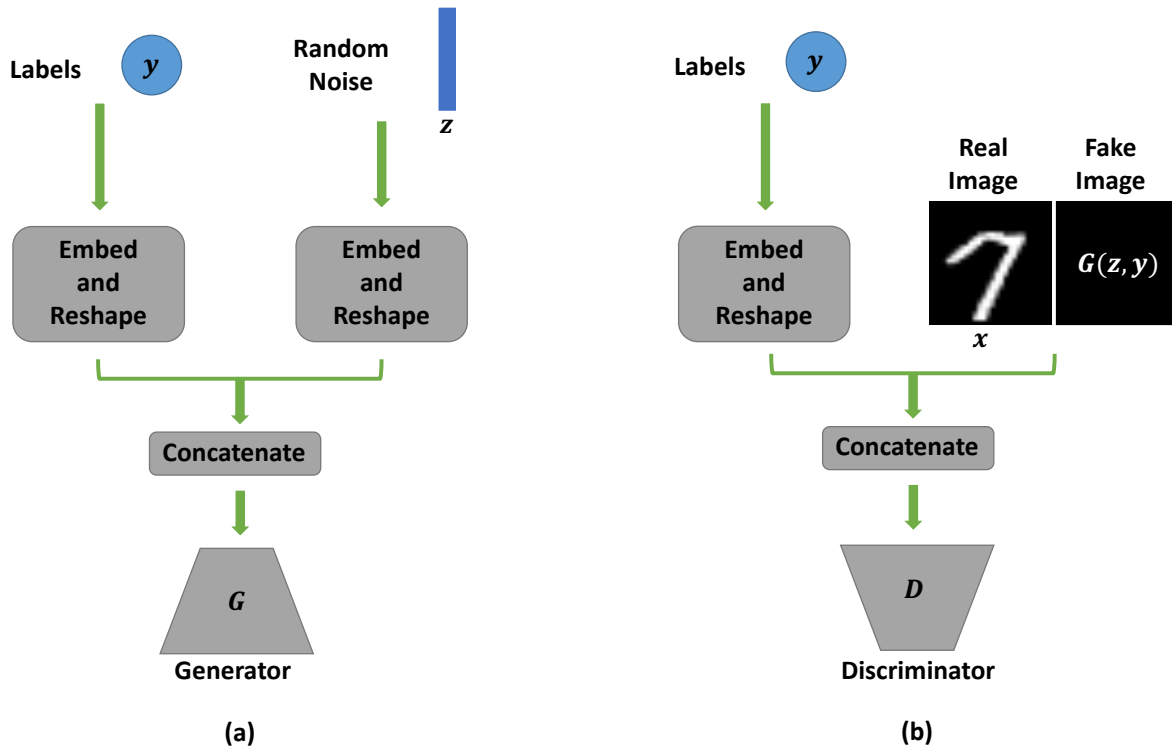 Labels
y
Random
Noise
z
Embed
and
Reshape
Embed
and
Reshape
Concatenate
G
Generator
(a)
Labels
y
Real
Image
Fake
Image
Embed
and
Reshape
G(z, y)
x
Concatenate
D
Discriminator
(b)